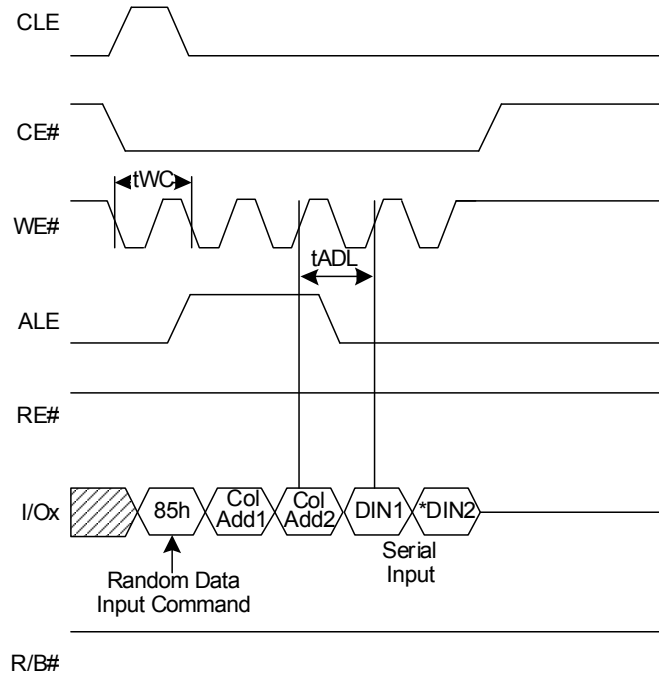 CLE
CE#
tWC
WE#
tADL
ALE
RE#
I/Ox
85h
Col
Add1
Col
Add2
DIN1
*DIN2
Random Data
Input Command
Serial
Input
R/B#